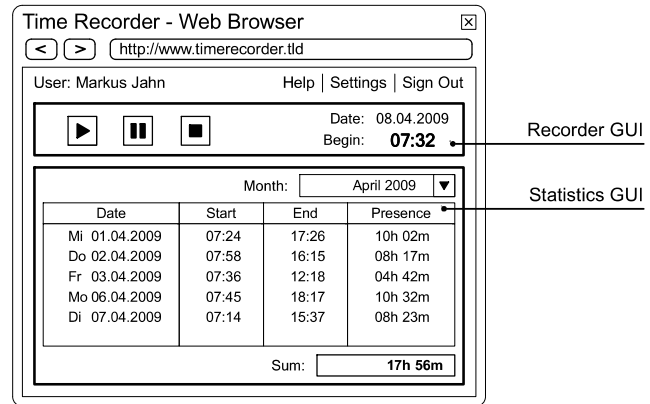 Time Recorder - Web Browser
< > http://www.timerecorder.tld
User: Markus Jahn Help | Settings | Sign Out
Date: 08.04.2009
Begin: 07:32
Recorder GUI
Month: April 2009
Statistics GUI
Date Start End Presence
Mi 01.04.2009 07:24 17:26 10h 02m
Do 02.04.2009 07:58 16:15 08h 17m
Fr 03.04.2009 07:36 12:18 04h 42m
Mo 06.04.2009 07:45 18:17 10h 32m
Di 07.04.2009 07:14 15:37 08h 23m
Sum: 17h 56m